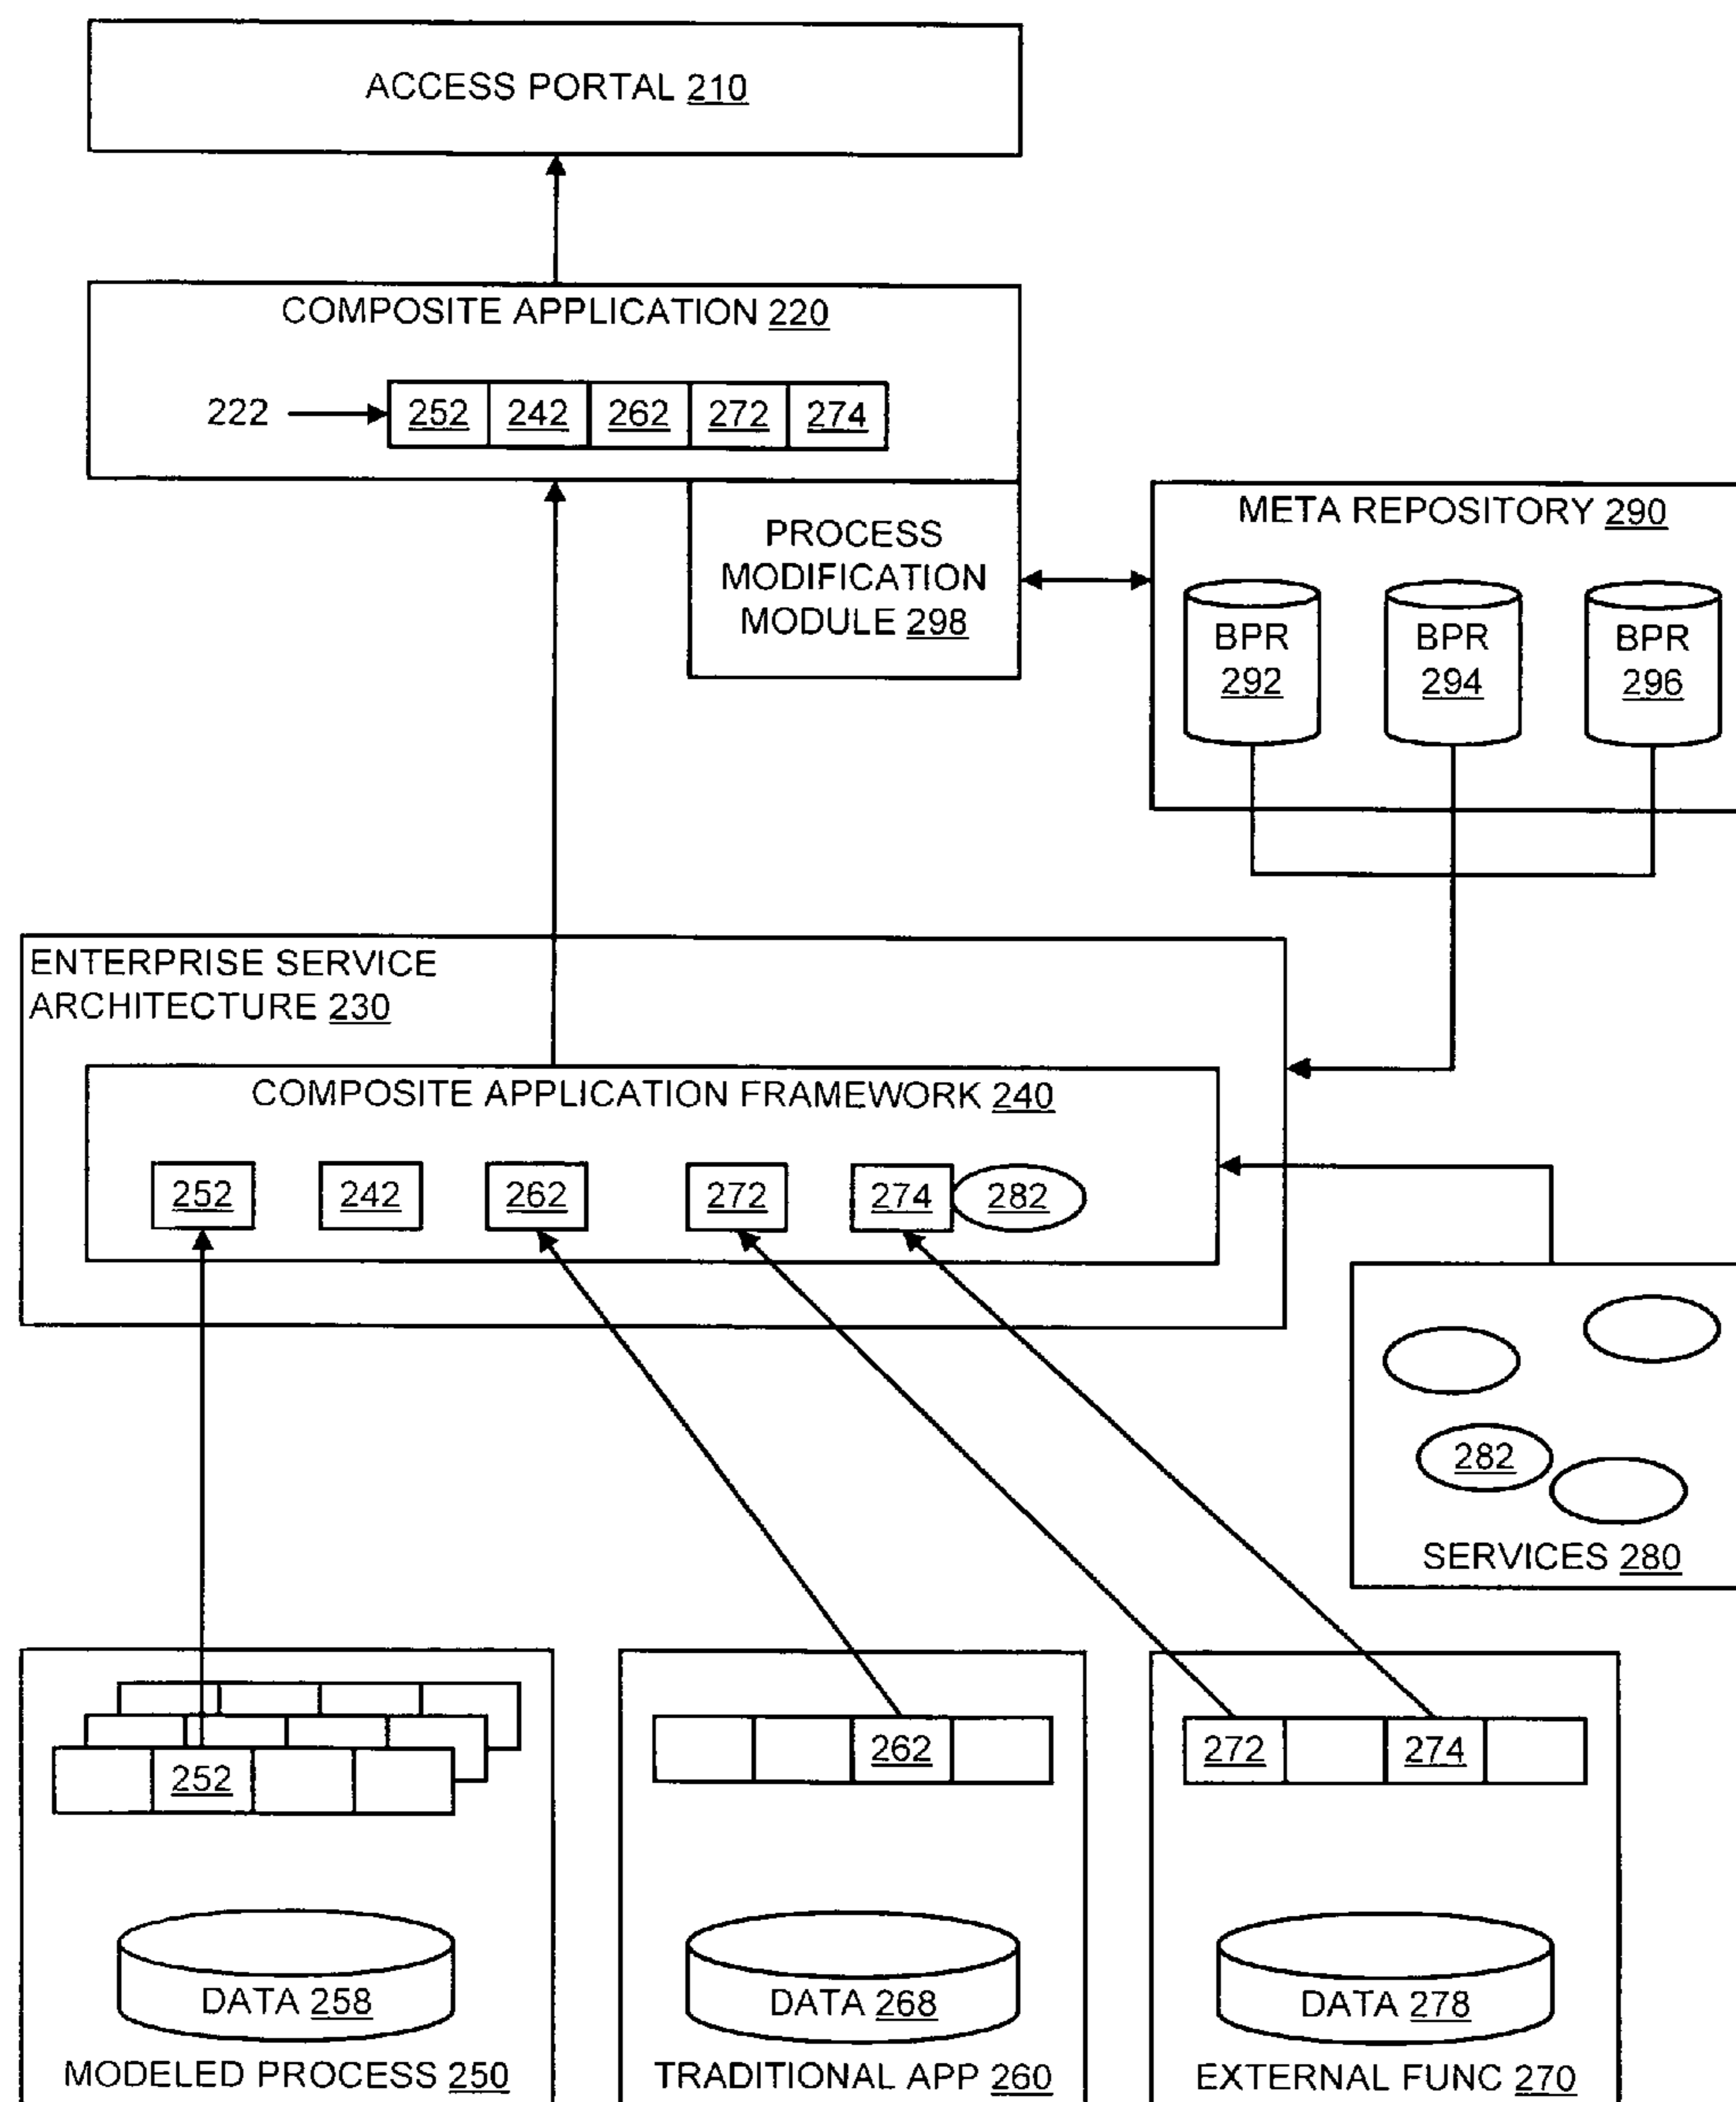 ACCESS PORTAL 210
COMPOSITE APPLICATION 220
222
252 242 262 272 274
PROCESS
MODIFICATION
MODULE 298
META REPOSITORY 290
BPR
292
BPR
294
BPR
296
ENTERPRISE SERVICE
ARCHITECTURE 230
COMPOSITE APPLICATION FRAMEWORK 240
252 242 262 272 274 282
282
SERVICES 280
252
DATA 258
MODELED PROCESS 250
262
DATA 268
TRADITIONAL APP 260
272 274
DATA 278
EXTERNAL FUNC 270